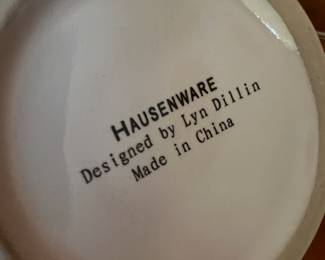 HAUSENWARE
Designed by Lyn Dillin
Made in China